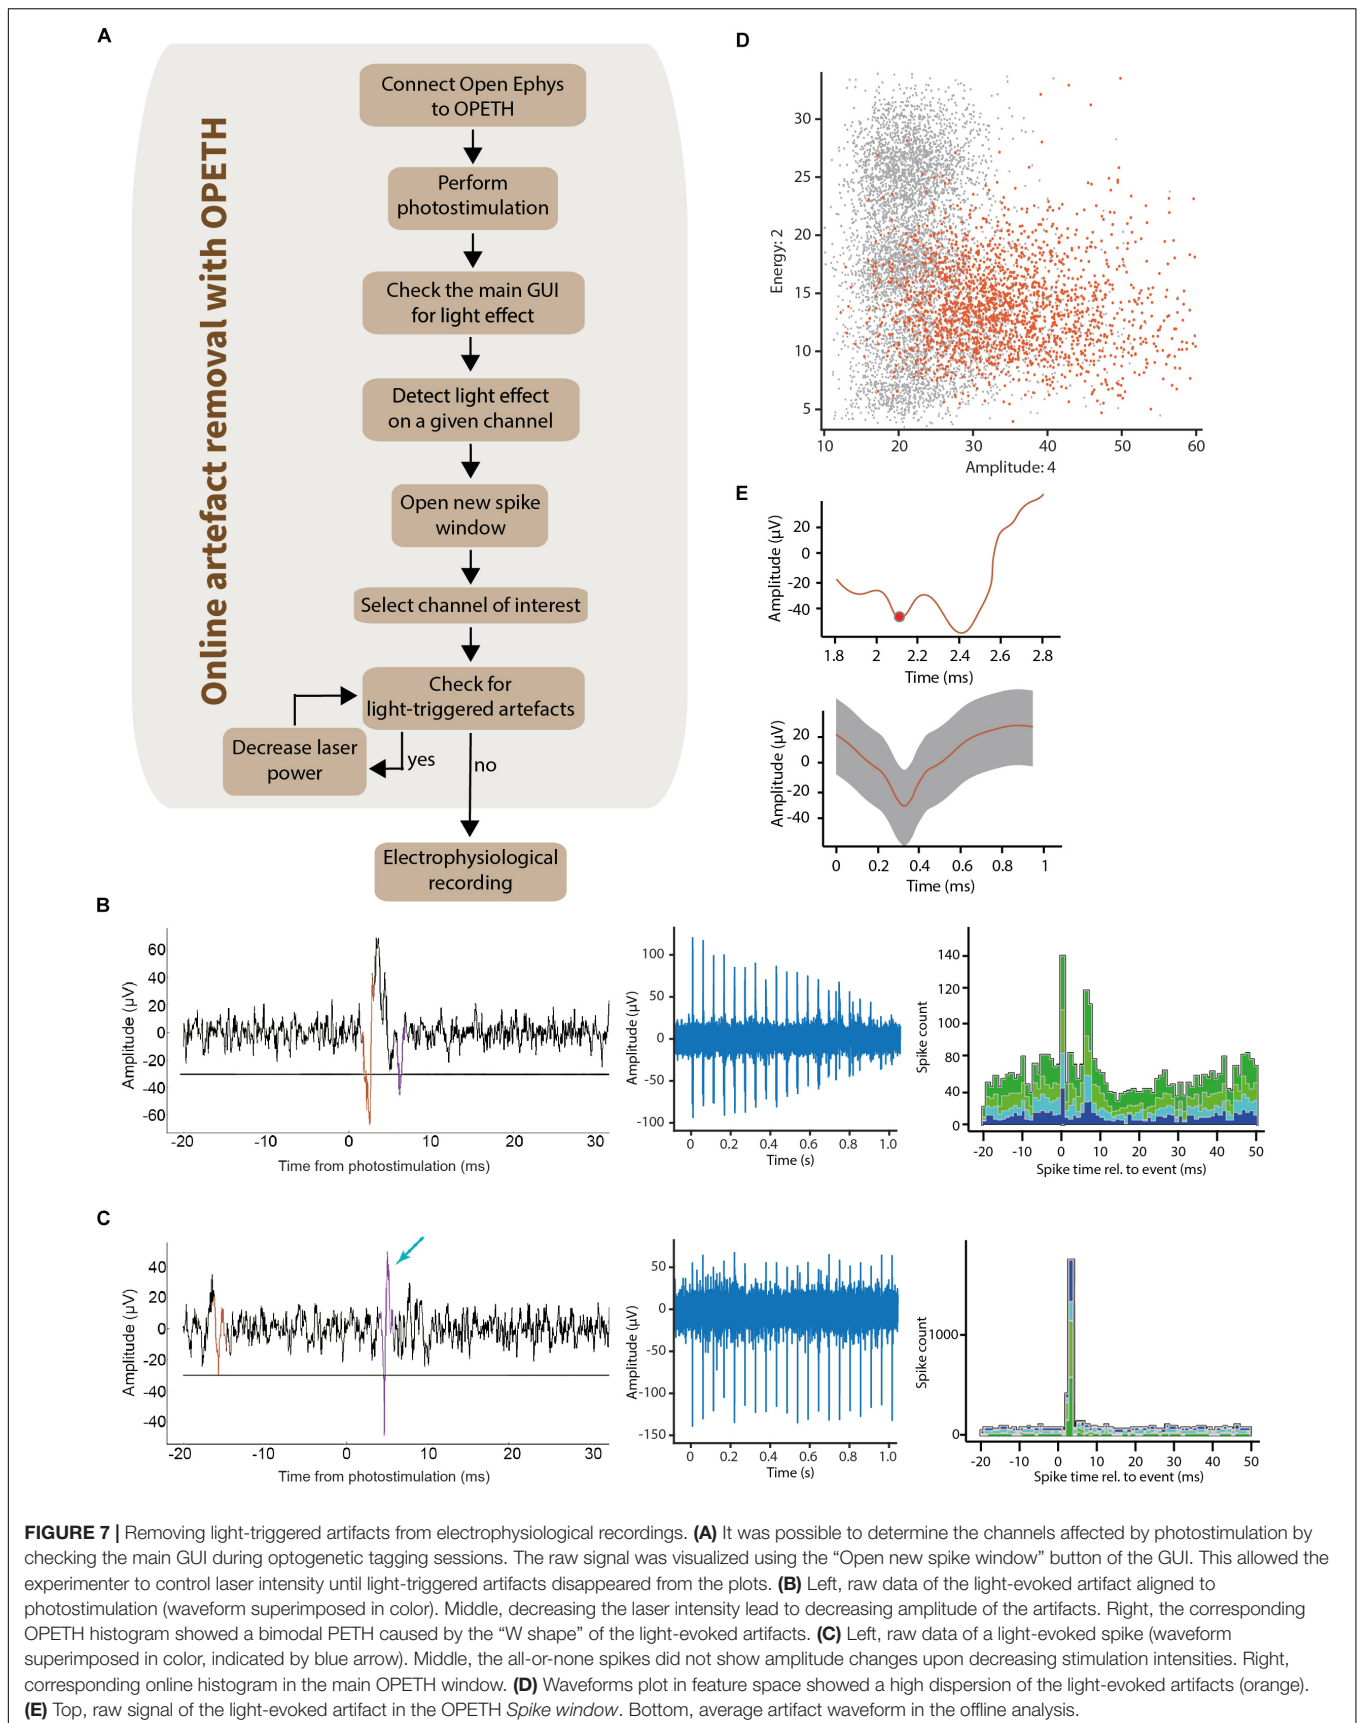 A
Online artefact removal with OPETH
Connect Open Ephys
to OPETH
Perform
photostimulation
Check the main GUI
for light effect
Detect light effect
on a given channel
Open new spike
window
Select channel of interest
Check for
light-triggered artefacts
Decrease laser
power
yes
no
Electrophysiological
recording
D
30
25
20
15
10
5
Energy: 2
10 20 30 40 50 60
Amplitude: 4
E
20
0
-20
-40
Amplitude (µV)
1.8 2 2.2 2.4 2.6 2.8
Time (ms)
20
0
-20
-40
Amplitude (µV)
0 0.2 0.4 0.6 0.8 1
Time (ms)
B
60
40
20
0
-20
-40
-60
Amplitude (µV)
-20 -10 0 10 20 30
Time from photostimulation (ms)
100
50
0
-50
-100
Amplitude (µV)
0 0.2 0.4 0.6 0.8 1.0
Time (s)
140
120
100
80
40
0
Spike count
-20 -10 0 10 20 30 40 50
Spike time rel. to event (ms)
C
40
20
0
-20
-40
-40
Amplitude (µV)
-20 -10 0 10 20 30
Time from photostimulation (ms)
50
0
-50
-100
-150
Amplitude (µV)
0 0.2 0.4 0.6 0.8 1.0
Time (s)
1000
0
Spike count
-20 -10 0 10 20 30 40 50
Spike time rel. to event (ms)
FIGURE 7 | Removing light-triggered artifacts from electrophysiological recordings. (A) It was possible to determine the channels affected by photostimulation by
checking the main GUI during optogenetic tagging sessions. The raw signal was visualized using the “Open new spike window” button of the GUI. This allowed the
experimenter to control laser intensity until light-triggered artifacts disappeared from the plots. (B) Left, raw data of the light-evoked artifact aligned to
photostimulation (waveform superimposed in color). Middle, decreasing the laser intensity lead to decreasing amplitude of the artifacts. Right, the corresponding
OPETH histogram showed a bimodal PETH caused by the “W shape” of the light-evoked artifacts. (C) Left, raw data of a light-evoked spike (waveform
superimposed in color, indicated by blue arrow). Middle, the all-or-none spikes did not show amplitude changes upon decreasing stimulation intensities. Right,
corresponding online histogram in the main OPETH window. (D) Waveforms plot in feature space showed a high dispersion of the light-evoked artifacts (orange).
(E) Top, raw signal of the light-evoked artifact in the OPETH Spike window. Bottom, average artifact waveform in the offline analysis.